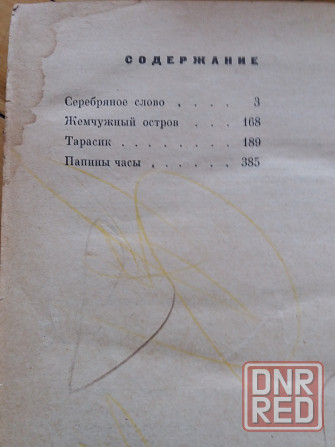 СОДЕРЖАНИЕ
Серебряное слово . . . . 3
Жемчужный остров . . . 168
Тарасик . . . . . . . . 189
Папины часы . . . . . . 385
DNR
RED